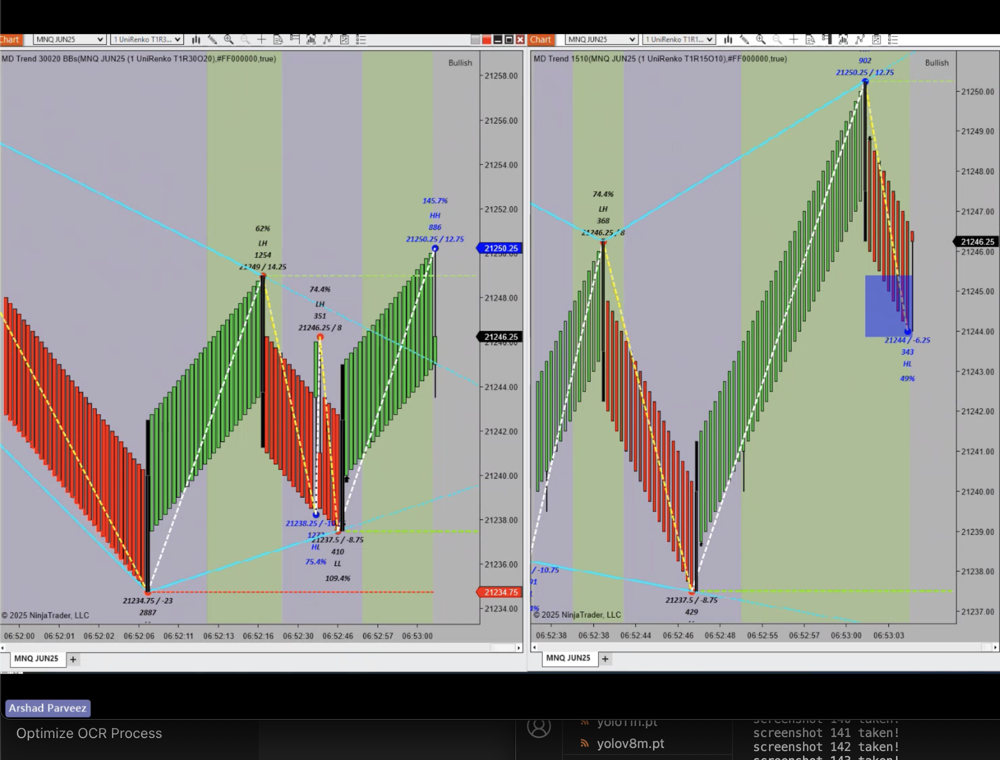 Chart
MNQ JUN25
1 UniRenko T1R3...
MD Trend 30020 BBs(MNQ JUN25 (1 UniRenko T1R30O20),#FF000000,true)
Bullish
21258.00
21256.00
21254.00
21252.00
21250.25
21248.00
21246.25
21244.00
21242.00
21240.00
21238.00
21236.00
21234.75
21234.00
62%
LH
1254
21249 / 14.25
74.4%
LH
351
21246.25 / 8
145.7%
HH
886
21250.25 / 12.75
21238.25 / -10
HL
75.4%
21237.5 / -8.75
410
LL
109.4%
21234.75 / -23
2887
© 2025 NinjaTrader, LLC
06:52:00
06:52:01
06:52:02
06:52:06
06:52:11
06:52:13
06:52:16
06:52:30
06:52:46
06:52:57
06:53:00
MNQ JUN25
+
Chart
MNQ JUN25
1 UniRenko T1R1...
MD Trend 1510(MNQ JUN25 (1 UniRenko T1R15O10),#FF000000,true)
Bullish
21250.00
21249.00
21248.00
21247.00
21246.25
21245.00
21244.00
21243.00
21242.00
21241.00
21240.00
21239.00
21238.00
21237.00
902
21250.25 / 12.75
74.4%
LH
368
21246.25 / 8
21244 / -6.25
343
HL
49%
/ -10.75
21237.5 / -8.75
429
© 2025 NinjaTrader, LLC
06:52:38
06:52:38
06:52:44
06:52:46
06:52:48
06:52:55
06:52:57
06:53:00
06:53:03
MNQ JUN25
+
Arshad Parveez
Optimize OCR Process
yolo11n.pt
yolov8m.pt
screenshot 140 taken!
screenshot 141 taken!
screenshot 142 taken!
screenshot 143 taken!